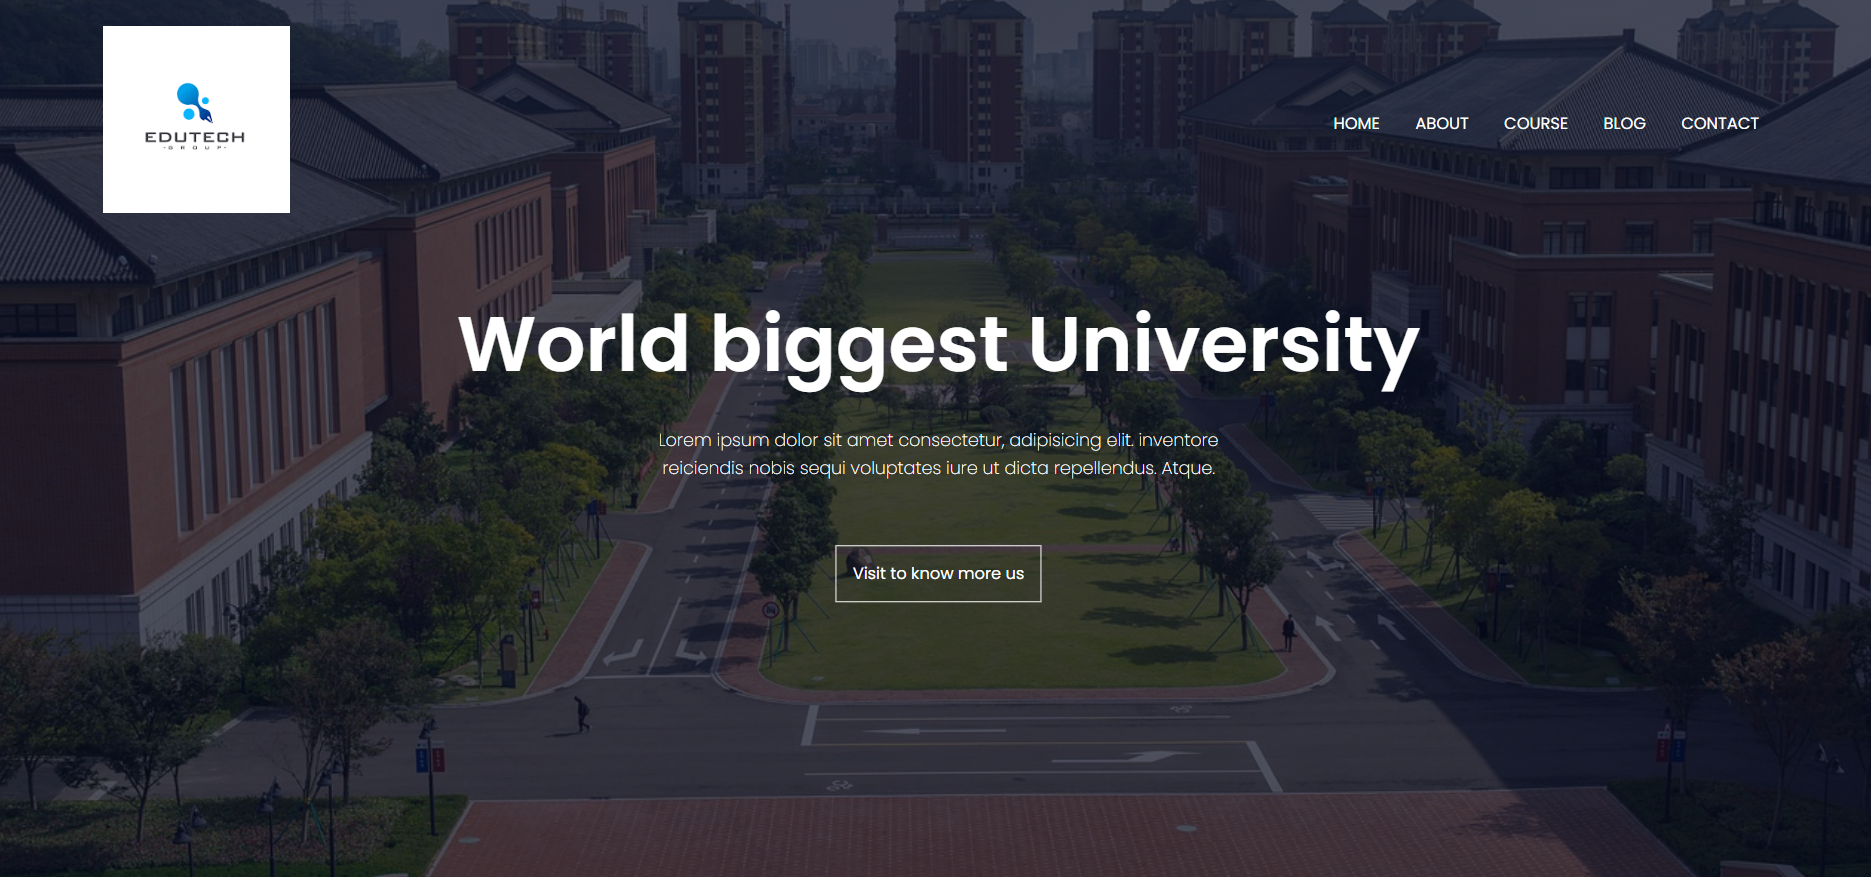 EDUTECH
GROUP
HOME ABOUT COURSE BLOG CONTACT
World biggest University
Lorem ipsum dolor sit amet consectetur, adipisicing elit. inventore
reiciendis nobis sequi voluptates iure ut dicta repellendus. Atque.
Visit to know more us